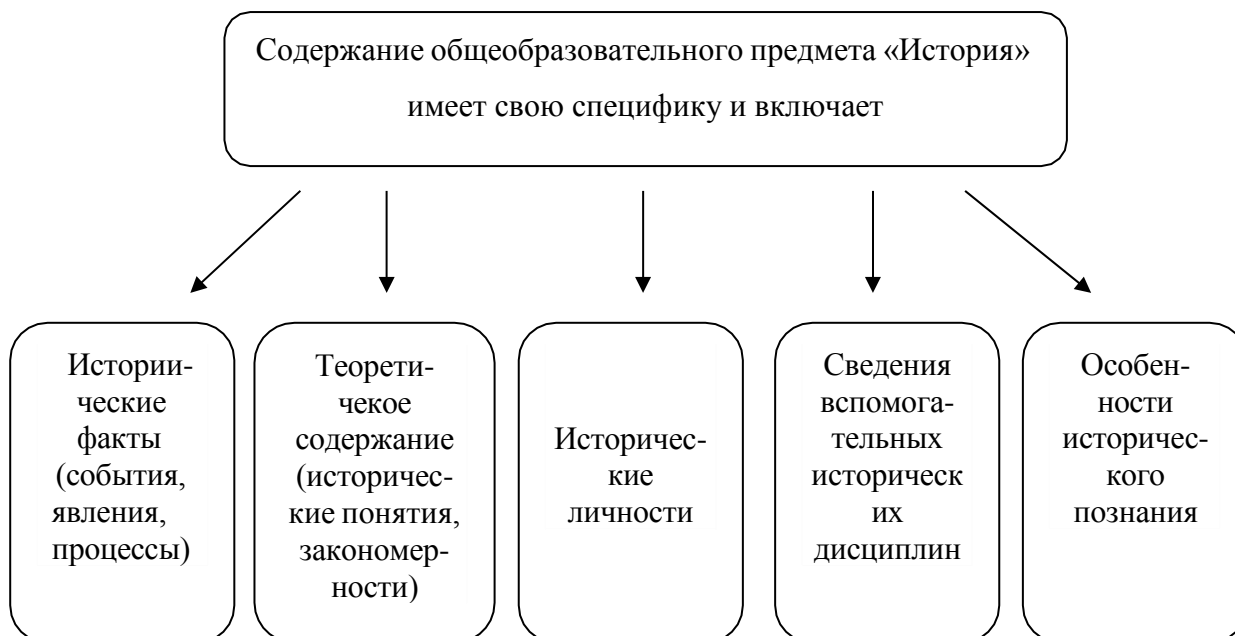 Содержание общеобразовательного предмета «История»
имеет свою специфику и включает
Истории-
ческие
факты
(события,
явления,
процессы)
Теорети-
чекое
содержание
(историчес-
кие понятия,
закономер-
ности)
Историчес-
кие
личности
Сведения
вспомога-
тельных
историческ
их
дисциплин
Особен-
ности
историчес-
кого
познания